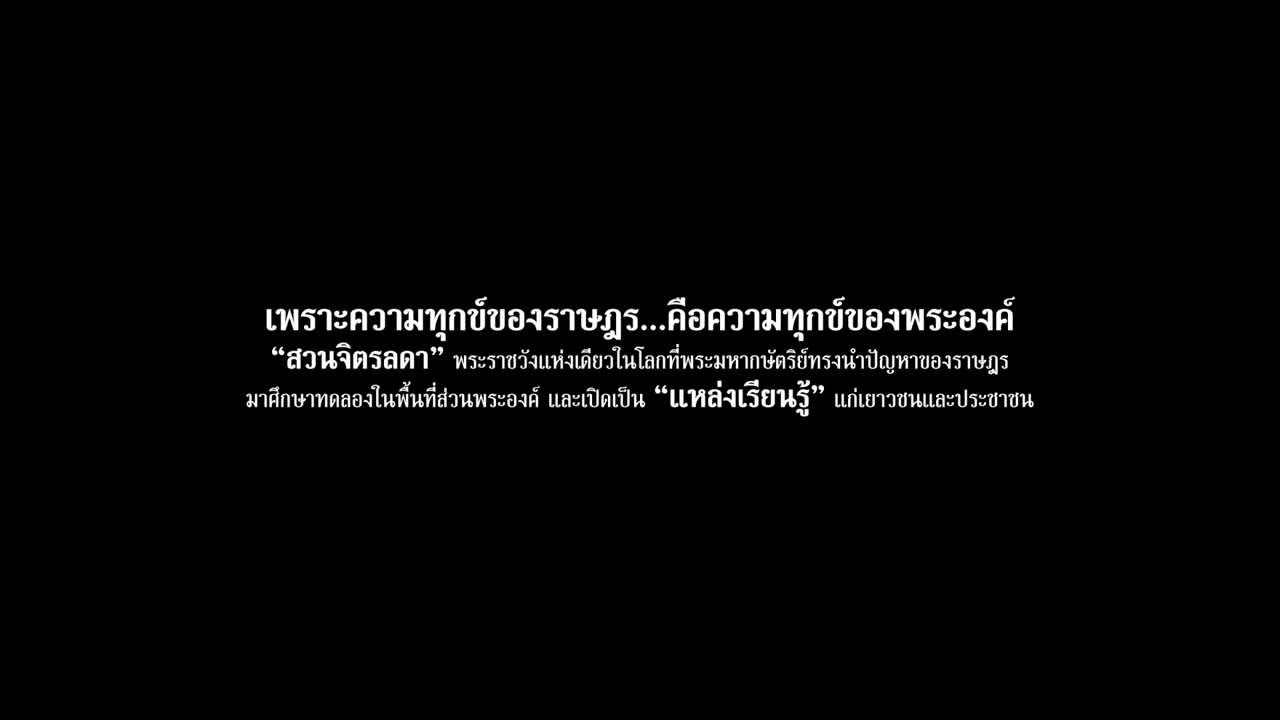 เพราะความทุกข์ของราษฎร...คือความทุกข์ของพระองค์
“สวนจิตรลดา” พระราชวังแห่งเดียวในโลกที่พระมหากษัตริย์ทรงนำปัญหาของราษฎร
มาศึกษาทดลองในพื้นที่ส่วนพระองค์ และเปิดเป็น “แหล่งเรียนรู้” แก่เยาวชนและประชาชน